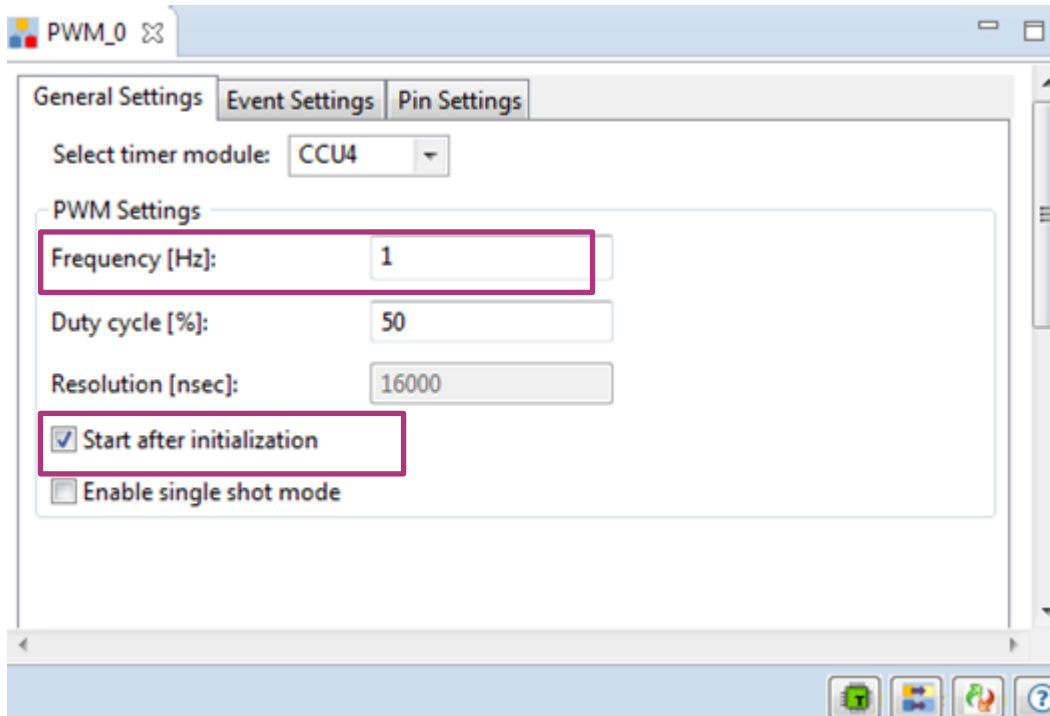 PWM_0
General Settings Event Settings Pin Settings
Select timer module: CCU4
PWM Settings
Frequency [Hz]: 1
Duty cycle [%]: 50
Resolution [nsec]: 16000
Start after initialization
Enable single shot mode
T ?